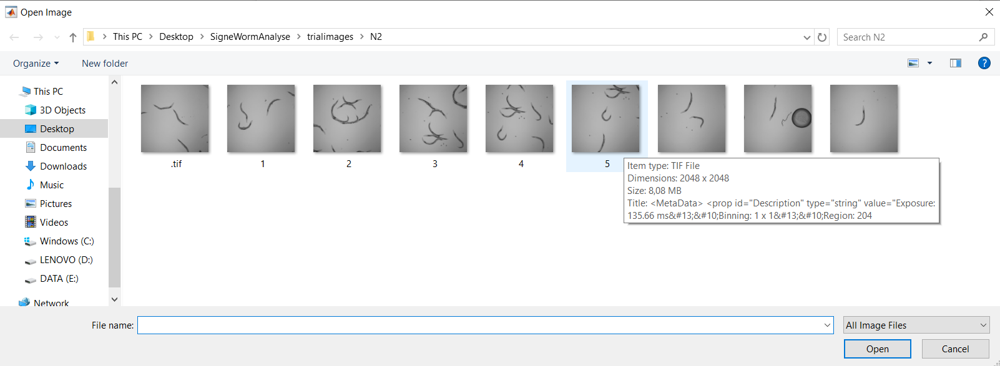 Open Image
This PC > Desktop > SigneWormAnalyse > trialimages > N2
Search N2
Organize
New folder
?
This PC
3D Objects
Desktop
Documents
Downloads
Music
Pictures
Videos
Windows (C:)
LENOVO (D:)
DATA (E:)
Network
.tif
1
2
3
4
5
Item type: TIF File
Dimensions: 2048 x 2048
Size: 8,08 MB
Title: <MetaData> <prop id="Description" type="string" value="Exposure:
135.66 ms&#13;&#10;Binning: 1 x 1&#13;&#10;Region: 204
File name:
All Image Files
Open
Cancel